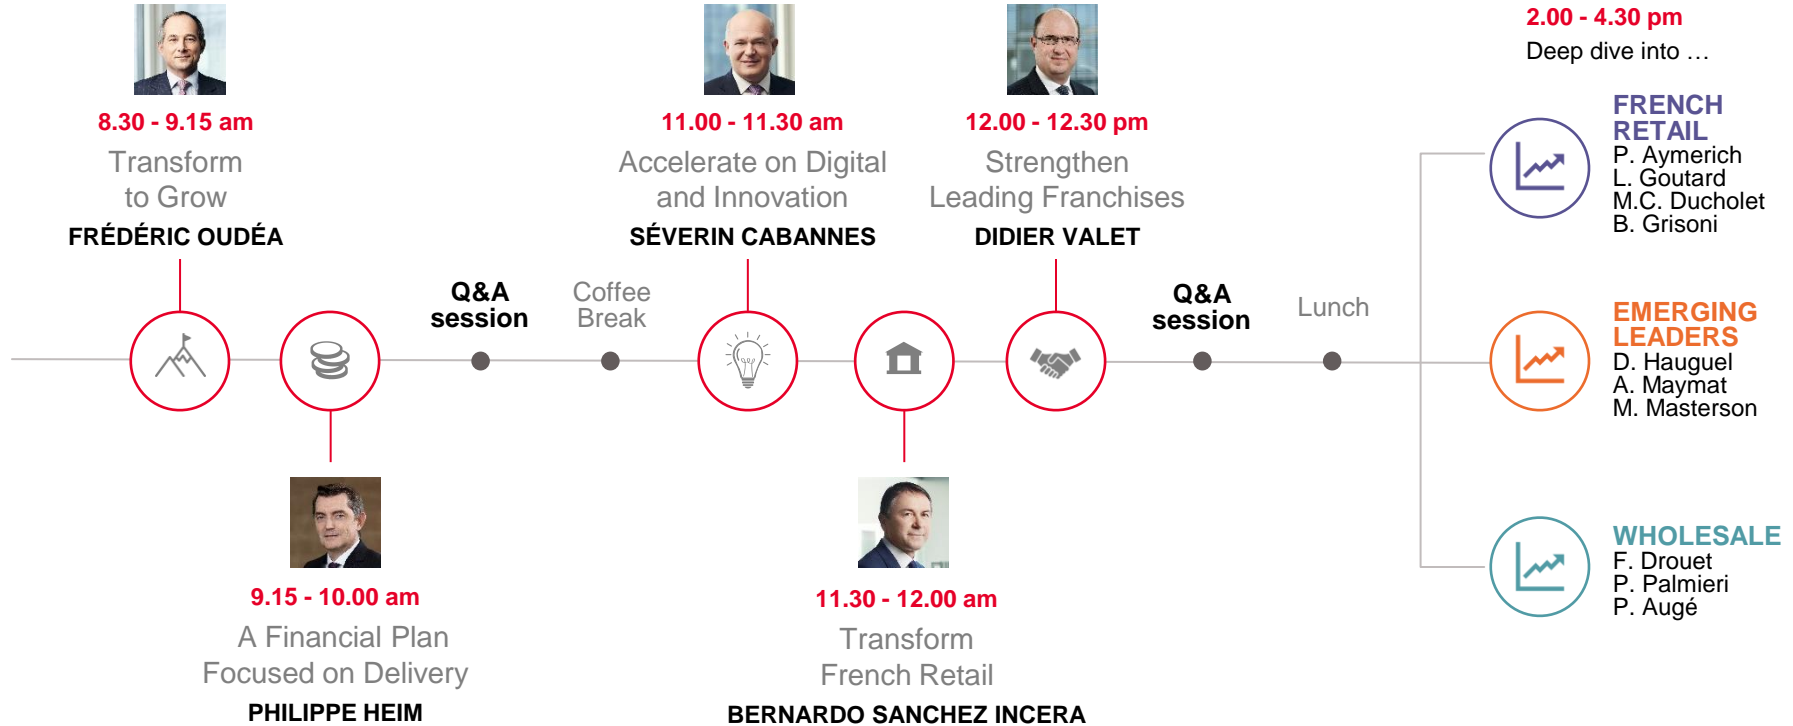 8.30 - 9.15 am
Transform
to Grow
FRÉDÉRIC OUDÉA
9.15 - 10.00 am
A Financial Plan
Focused on Delivery
PHILIPPE HEIM
Q&A
session
Coffee
Break
11.00 - 11.30 am
Accelerate on Digital
and Innovation
SÉVERIN CABANNES
11.30 - 12.00 am
Transform
French Retail
BERNARDO SANCHEZ INCERA
12.00 - 12.30 pm
Strengthen
Leading Franchises
DIDIER VALET
Q&A
session
Lunch
2.00 - 4.30 pm
Deep dive into …
FRENCH
RETAIL
P. Aymerich
L. Goutard
M.C. Ducholet
B. Grisoni
EMERGING
LEADERS
D. Hauguel
A. Maymat
M. Masterson
WHOLESALE
F. Drouet
P. Palmieri
P. Augé